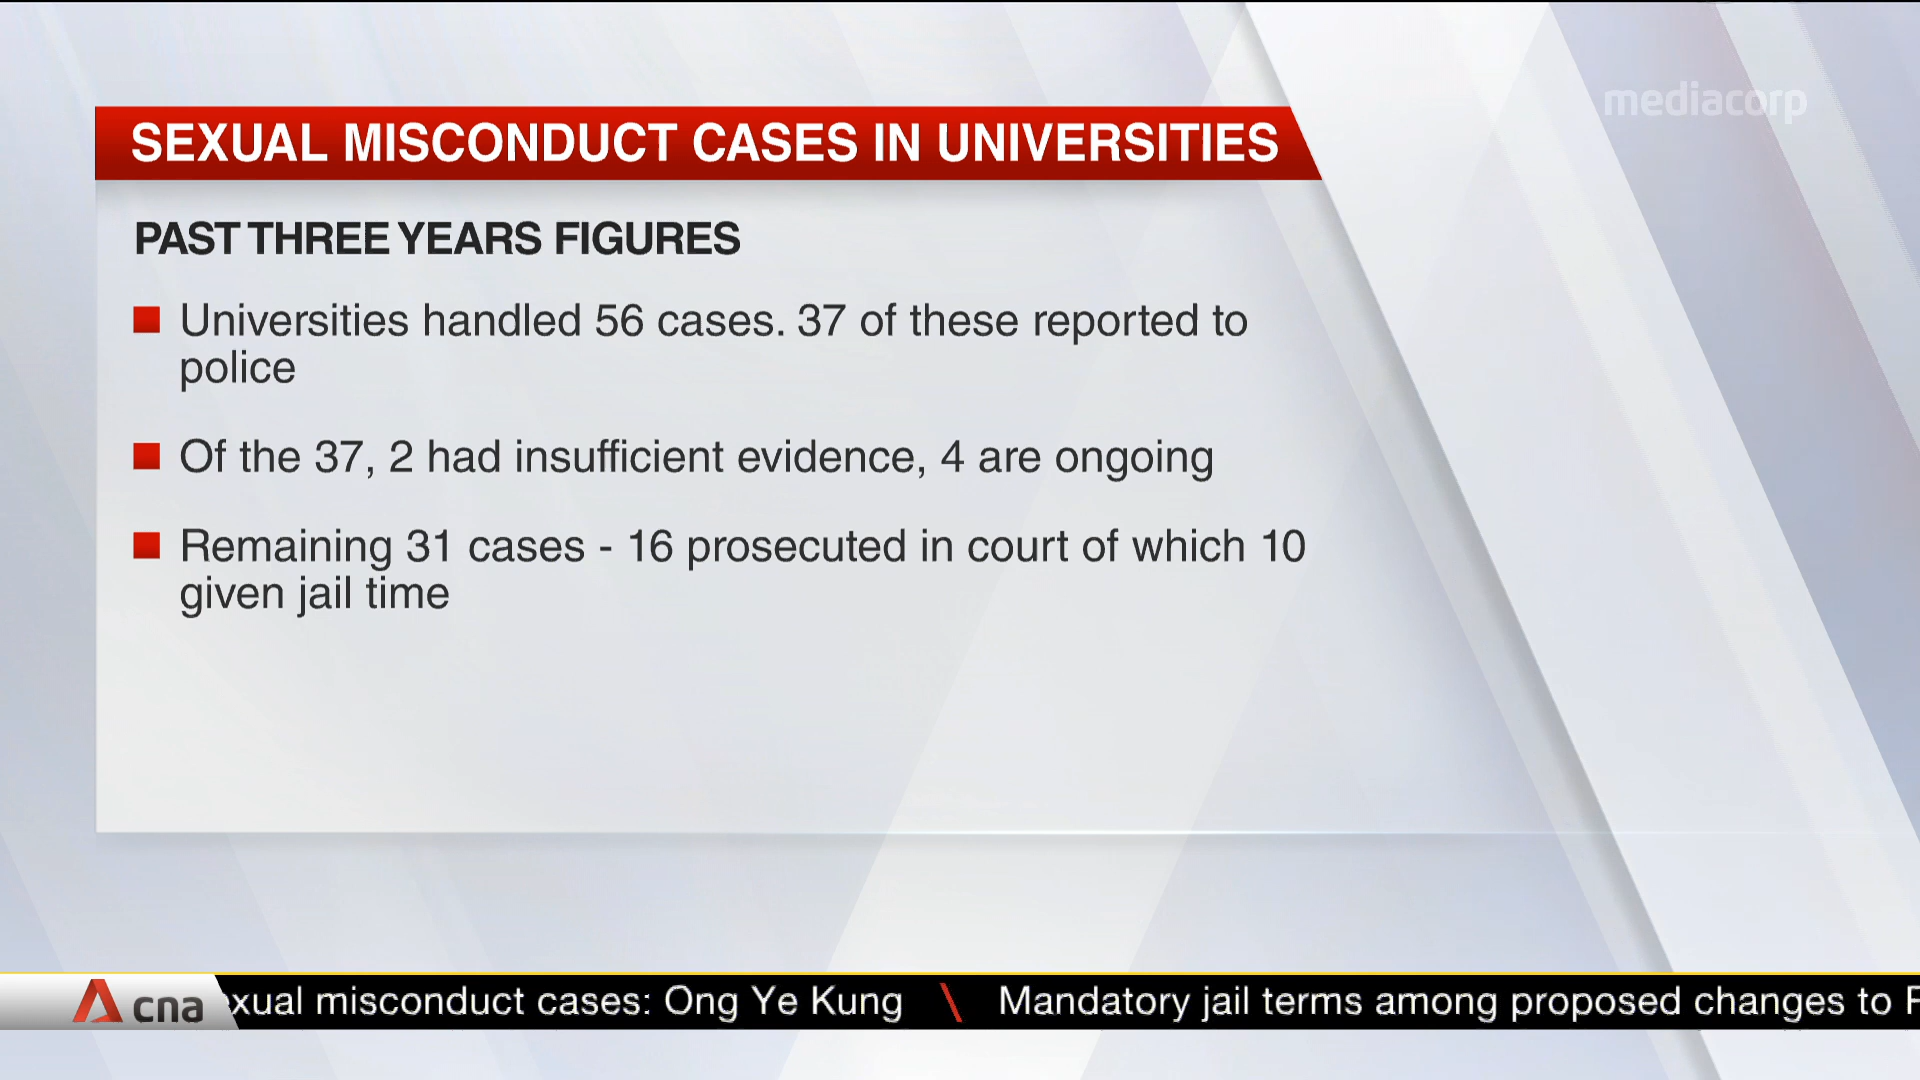 mediacorp
SEXUAL MISCONDUCT CASES IN UNIVERSITIES
PAST THREE YEARS FIGURES
Universities handled 56 cases. 37 of these reported to
police
Of the 37, 2 had insufficient evidence, 4 are ongoing
Remaining 31 cases - 16 prosecuted in court of which 10
given jail time
cna
xual misconduct cases: Ong Ye Kung \ Mandatory jail terms among proposed changes to